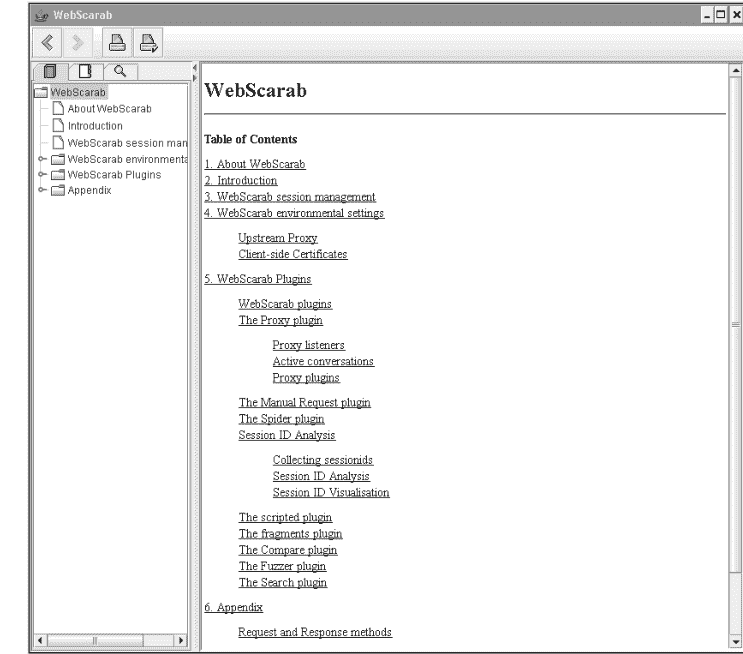 WebScarab
WebScarab
About WebScarab
Introduction
WebScarab session man
WebScarab environmenta
WebScarab Plugins
Appendix
WebScarab
Table of Contents
1. About WebScarab
2. Introduction
3. WebScarab session management
4. WebScarab environmental settings
Upstream Proxy
Client-side Certificates
5. WebScarab Plugins
WebScarab plugins
The Proxy plugin
Proxy listeners
Active conversations
Proxy plugins
The Manual Request plugin
The Spider plugin
Session ID Analysis
Collecting sessionids
Session ID Analysis
Session ID Visualisation
The scripted plugin
The fragments plugin
The Compare plugin
The Fuzzer plugin
The Search plugin
6. Appendix
Request and Response methods